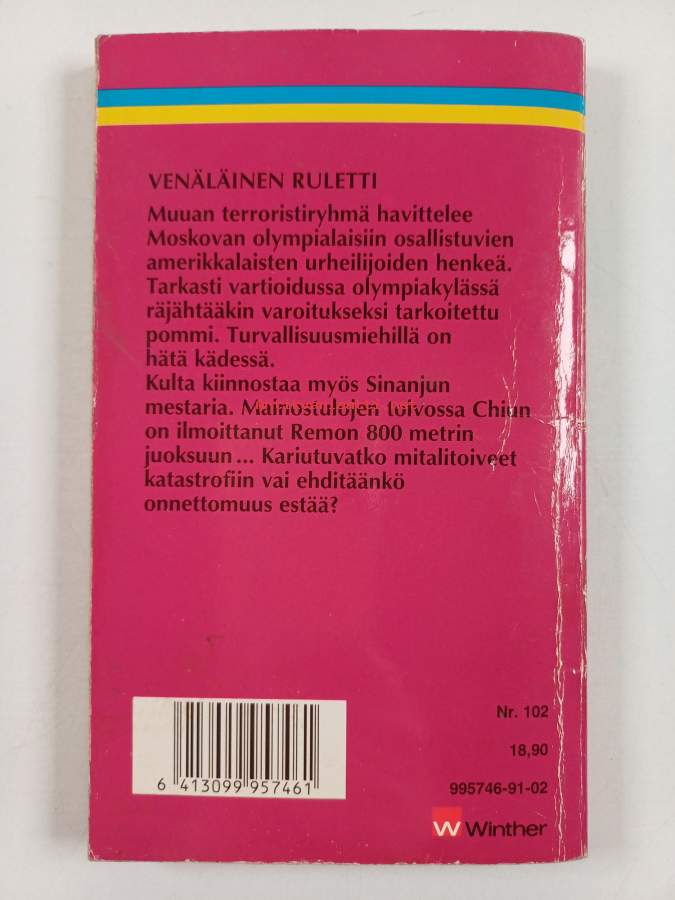 VENÄLÄINEN RULETTI
Muuan terroristiryhmä havittelee
Moskovan olympialaisiin osallistuvien
amerikkalaisten urheilijoiden henkeä.
Tarkasti vartioidussa olympiakylässä
räjähtääkin varoitukseksi tarkoitettu
pommi. Turvallisuusmiehillä on
hätä kädessä.
Kulta kiinnostaa myös Sinanjun
mestaria. Mainostulojen toivossa Chiun
on ilmoittanut Remon 800 metrin
juoksuun... Kariutuvatko mitalitoiveet
katastrofiin vai ehditäänkö
onnettomuus estää?
Nr. 102
18,90
6 413099 957461
995746-91-02
W Winther